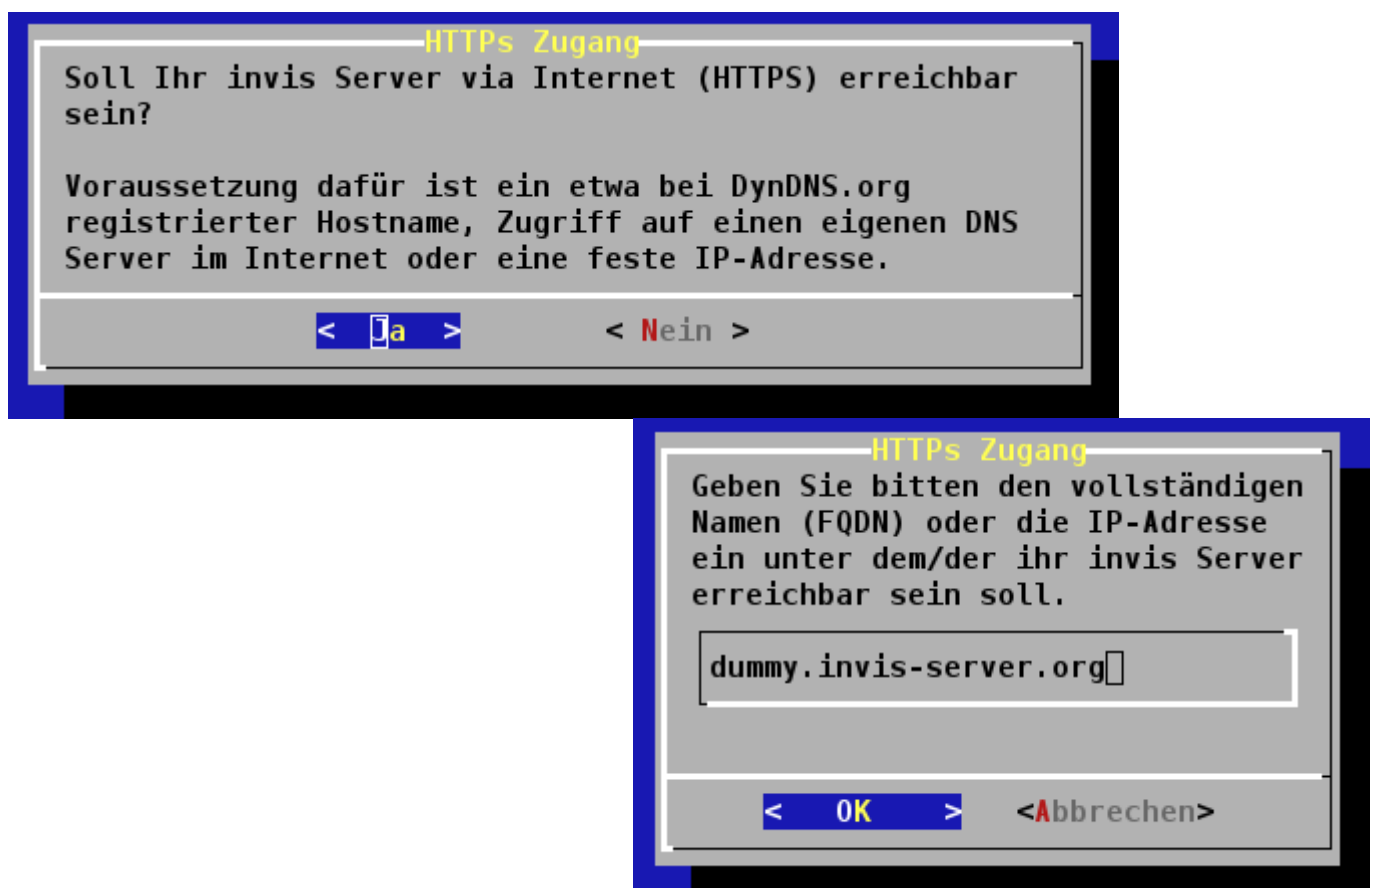 HTTPs Zugang
Soll Ihr invis Server via Internet (HTTPS) erreichbar
sein?
Voraussetzung dafür ist ein etwa bei DynDNS.org
registrierter Hostname, Zugriff auf einen eigenen DNS
Server im Internet oder eine feste IP-Adresse.
< Ja > < Nein >
HTTPs Zugang
Geben Sie bitten den vollständigen
Namen (FQDN) oder die IP-Adresse
ein unter dem/der ihr invis Server
erreichbar sein soll.
dummy.invis-server.org
< OK > <Abbrechen>